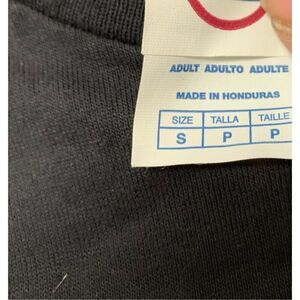 ADULT ADULTO ADULTE
MADE IN HONDURAS
SIZE TALLA TAILLE
S P P